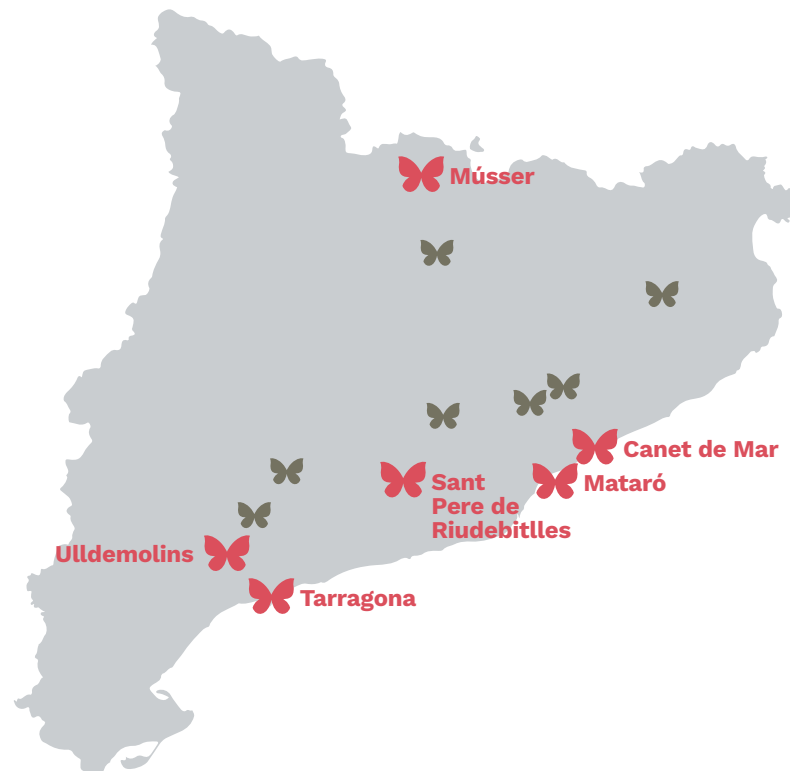 Músser
Canet de Mar
Sant
Pere de
Riudebitlles
Mataró
Ulldemolins
Tarragona